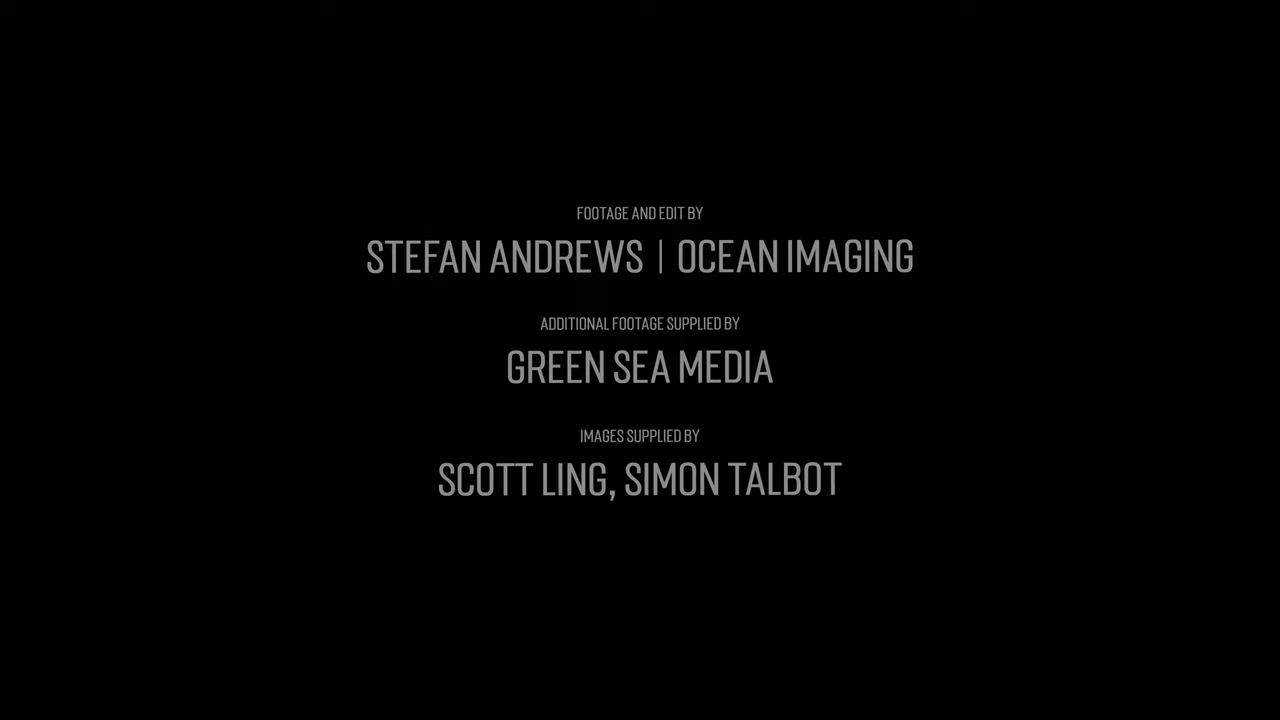 FOOTAGE AND EDIT BY
STEFAN ANDREWS | OCEAN IMAGING
ADDITIONAL FOOTAGE SUPPLIED BY
GREEN SEA MEDIA
IMAGES SUPPLIED BY
SCOTT LING, SIMON TALBOT